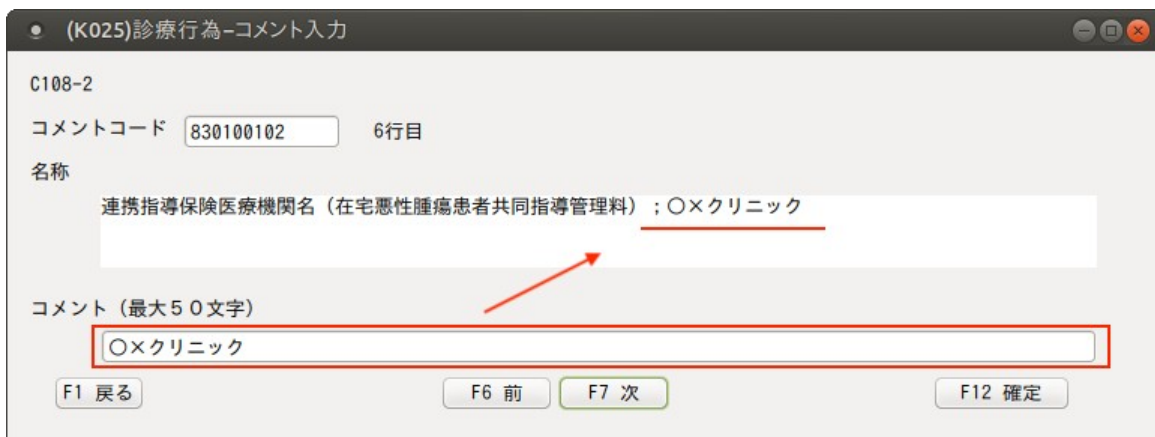 (K025)診療行為−コメント入力
C108-2
コメントコード 830100102 6行目
名称
連携指導保険医療機関名（在宅悪性腫瘍患者共同指導管理料）；〇×クリニック
コメント（最大５０文字）
〇×クリニック
F1 戻る F6 前 F7 次 F12 確定